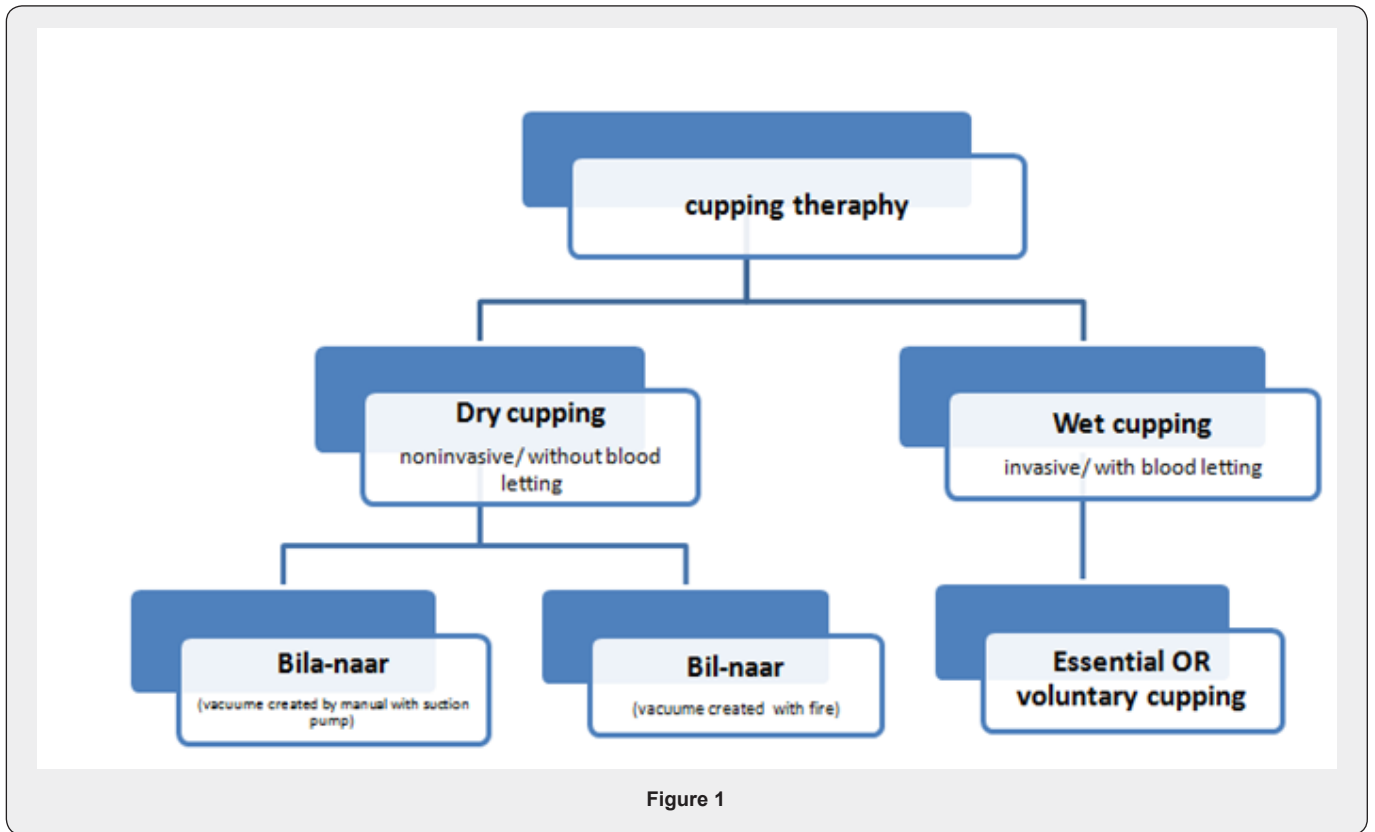 cupping theraphy
Dry cupping
noninvasive/ without blood
letting
Wet cupping
invasive/ with blood letting
Bila-naar
(vacuume created by manual with suction
pump)
Bil-naar
(vacuume created with fire)
Essential OR
voluntary cupping
Figure 1